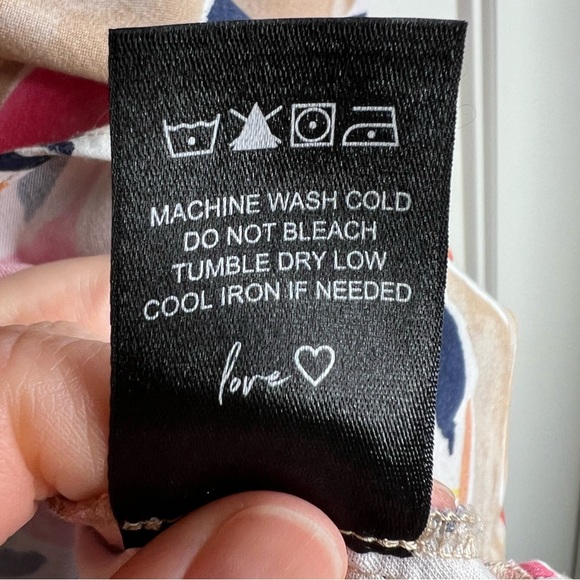 MACHINE WASH COLD
DO NOT BLEACH
TUMBLE DRY LOW
COOL IRON IF NEEDED
love